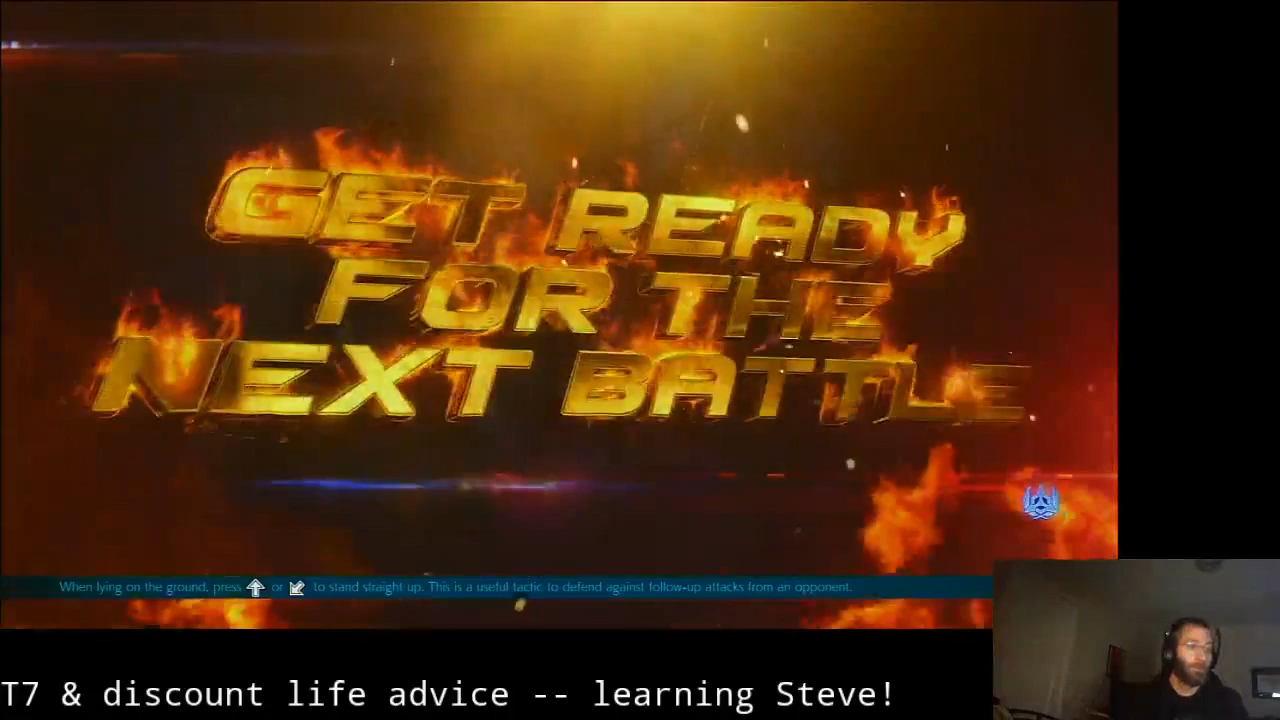 GET READY
FOR THE
NEXT BATTLE
When lying on the ground, press or to stand straight up. This is a useful tactic to defend against follow-up attacks from an opponent.
T7 & discount life advice -- learning Steve!